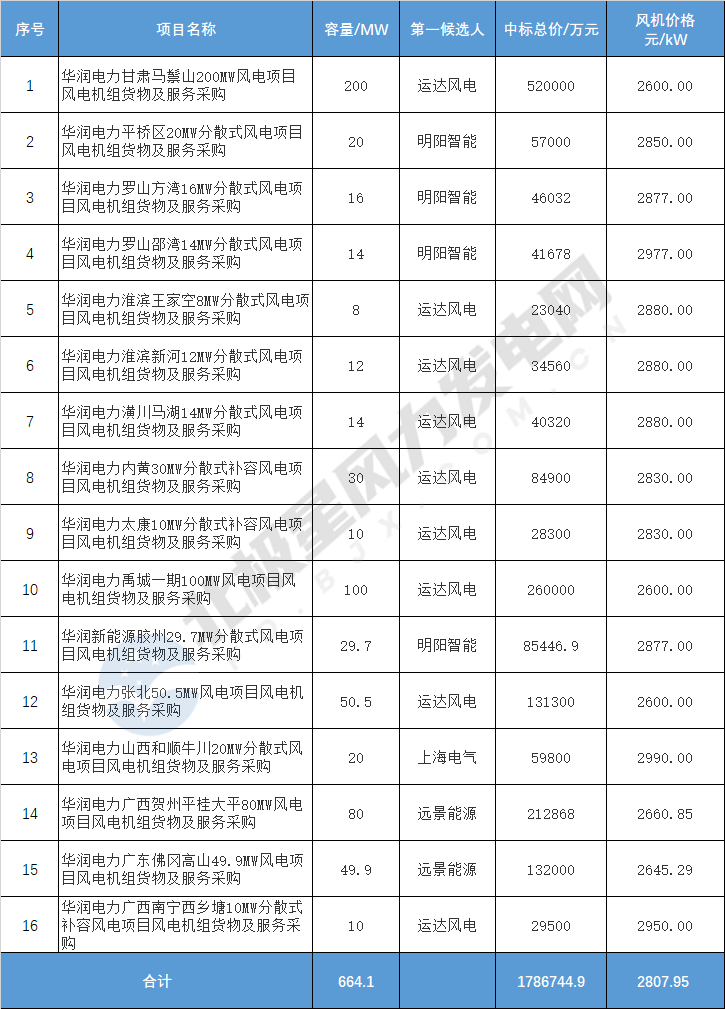 序号 项目名称 容量/MW 第一候选人 中标总价/万元 风机价格
元/kW
1 华润电力甘肃马鬃山200MW风电项目
风电机组货物及服务采购 200 运达风电 520000 2600.00
2 华润电力平桥区20MW分散式风电项目
风电机组货物及服务采购 20 明阳智能 57000 2850.00
3 华润电力罗山方湾16MW分散式风电项
目风电机组货物及服务采购 16 明阳智能 46032 2877.00
4 华润电力罗山邵湾14MW分散式风电项
目风电机组货物及服务采购 14 明阳智能 41678 2977.00
5 华润电力淮滨王家空8MW分散式风电项
目风电机组货物及服务采购 8 运达风电 23040 2880.00
6 华润电力淮滨新河12MW分散式风电项
目风电机组货物及服务采购 12 运达风电 34560 2880.00
7 华润电力潢川马湖14MW分散式风电项
目风电机组货物及服务采购 14 运达风电 40320 2880.00
8 华润电力内黄30MW分散式补容风电项
目风电机组货物及服务采购 30 运达风电 84900 2830.00
9 华润电力太康10MW分散式补容风电项
目风电机组货物及服务采购 10 运达风电 28300 2830.00
10 华润电力禹城一期100MW风电项目风
电机组货物及服务采购 100 运达风电 260000 2600.00
11 华润新能源胶州29.7MW分散式风电项
目风电机组货物及服务采购 29.7 明阳智能 85446.9 2877.00
12 华润电力张北50.5MW风电项目风电机
组货物及服务采购 50.5 运达风电 131300 2600.00
13 华润电力山西和顺牛川20MW分散式风
电项目风电机组货物及服务采购 20 上海电气 59800 2990.00
14 华润电力广西贺州平桂大平80MW风电
项目风电机组货物及服务采购 80 远景能源 212868 2660.85
15 华润电力广东佛冈高山49.9MW风电项
目风电机组货物及服务采购 49.9 远景能源 132000 2645.29
16 华润电力广西南宁西乡塘10MW分散式
补容风电项目风电机组货物及服务采
购 10 运达风电 29500 2950.00
合计 664.1 1786744.9 2807.95
北极星风力发电网